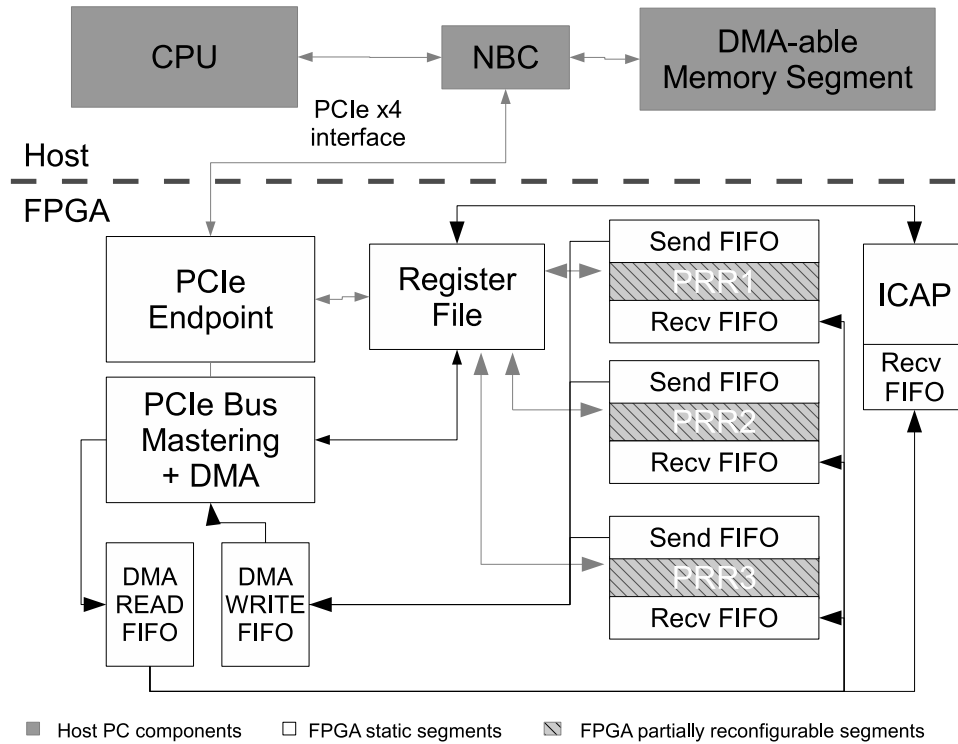 CPU
NBC
DMA-able
Memory Segment
PCIe x4
interface
Host
FPGA
PCIe
Endpoint
Register
File
Send FIFO
PRR1
Recv FIFO
ICAP
Recv
FIFO
PCIe Bus
Mastering
+ DMA
Send FIFO
PRR2
Recv FIFO
DMA
READ
FIFO
DMA
WRITE
FIFO
Send FIFO
PRR3
Recv FIFO
Host PC components
FPGA static segments
FPGA partially reconfigurable segments